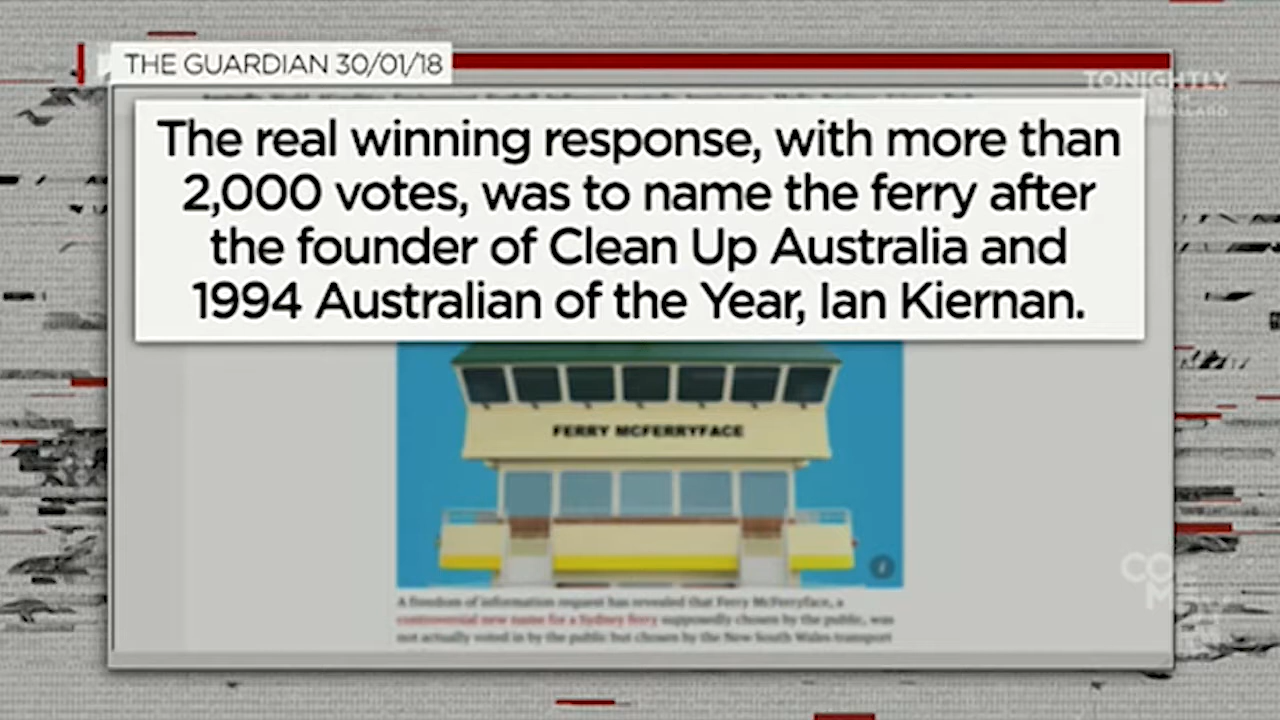 THE GUARDIAN 30/01/18
TONIGHTLY
BALLARD
The real winning response, with more than
2,000 votes, was to name the ferry after
the founder of Clean Up Australia and
1994 Australian of the Year, Ian Kiernan.
FERRY MCFERRYFACE
A freedom of information request has revealed that Ferry McFerryface, a
controversial new name for a Sydney ferry supposedly chosen by the public, was
not actually voted in by the public but chosen by the New South Wales transport